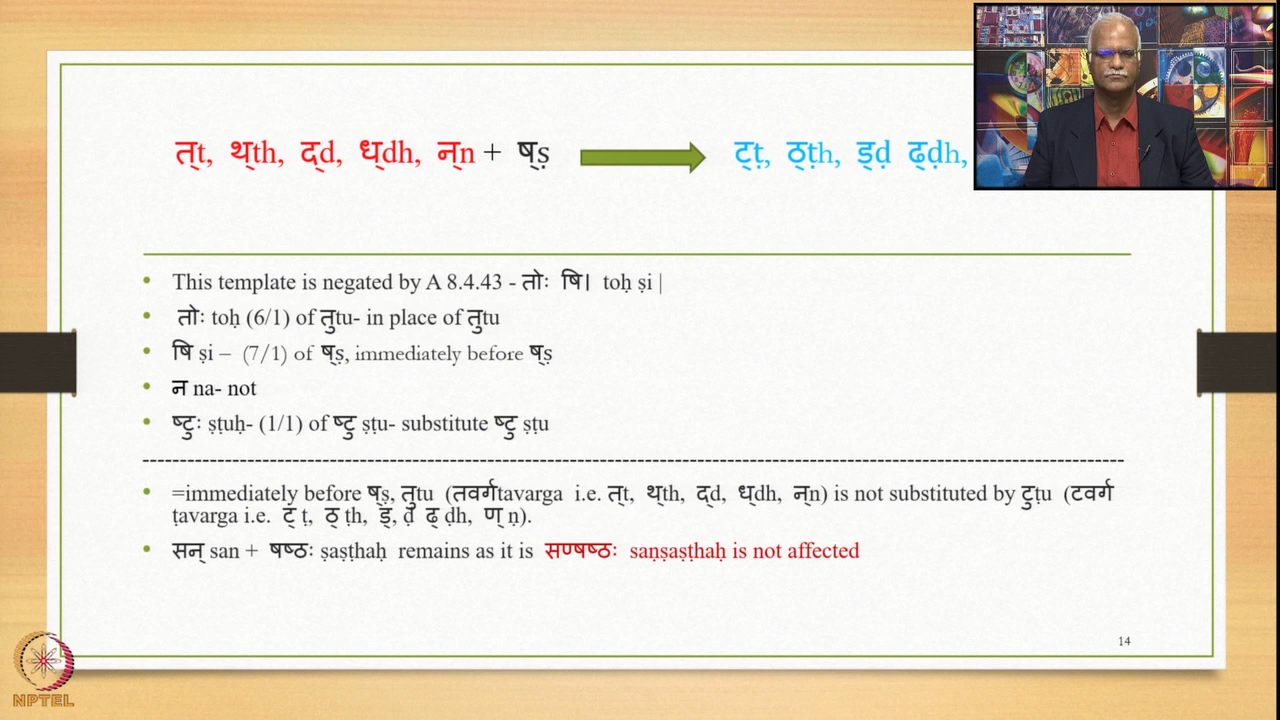 त्t, थ्th, द्d, ध्dh, न्n + ष्ṣ ट्ṭ, ठ्ṭh, ड्ḍ ढ्ḍh,
• This template is negated by A 8.4.43 - तोः षि। toḥ ṣi |
• तोः toḥ (6/1) of तुtu- in place of तुtu
• षि ṣi – (7/1) of ष्ṣ, immediately before ष्ṣ
• न na- not
• ष्टुः ṣṭuḥ- (1/1) of ष्टु ṣṭu- substitute ष्टु ṣṭu
• =immediately before ष्ṣ, तुtu (तवर्गtavarga i.e. त्t, थ्th, द्d, ध्dh, न्n) is not substituted by टुṭu (टवर्ग
ṭavarga i.e. ट् ṭ, ठ् ṭh, ड्, ḍ ढ् ḍh, ण् ṇ).
• सन् san + षष्ठः ṣaṣṭhaḥ remains as it is सण्षष्ठः saṇṣaṣṭhaḥ is not affected
14
NPTEL